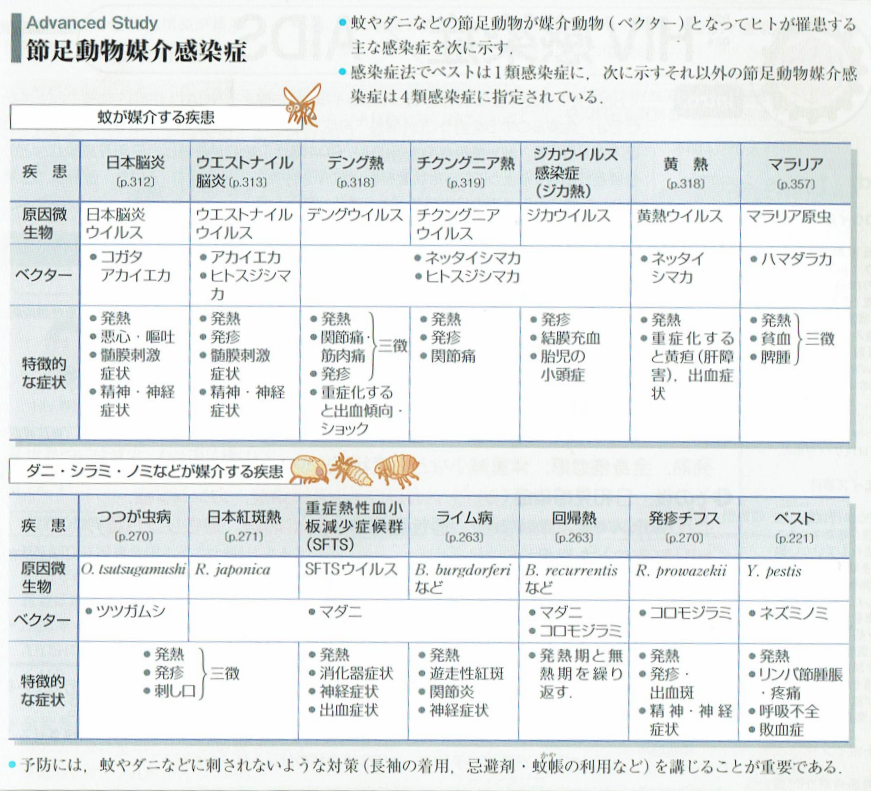 Advanced Study
節足動物媒介感染症
● 蚊やダニなどの節足動物が媒介動物（ベクター）となってヒトが罹患する
主な感染症を次に示す．
● 感染症法でペストは1類感染症に，次に示すそれ以外の節足動物媒介感
染症は4類感染症に指定されている．
蚊が媒介する疾患
疾 患
日本脳炎
〔p.312〕
ウエストナイル
脳炎〔p.313〕
デング熱
〔p.318〕
チクングニア熱
〔p.319〕
ジカウイルス
感染症
（ジカ熱）
黄 熱
〔p.318〕
マラリア
〔p.357〕
原因微
生物
日本脳炎
ウイルス
ウエストナイル
ウイルス
デングウイルス
チクングニア
ウイルス
ジカウイルス
黄熱ウイルス
マラリア原虫
ベクター
● コガタ
アカイエカ
● アカイエカ
● ヒトスジシマ
カ
● ネッタイシマカ
● ヒトスジシマカ
● ネッタイ
シマカ
● ハマダラカ
特徴的
な症状
● 発熱
● 悪心・嘔吐
● 髄膜刺激
症状
● 精神・神経
症状
● 発熱
● 発疹
● 髄膜刺激
症状
● 精神・神経
症状
● 発熱
● 関節痛・
筋肉痛
● 発疹
三徴
● 重症化する
と出血傾向・
ショック
● 発熱
● 発疹
● 関節痛
● 発疹
● 結膜充血
● 胎児の
小頭症
● 発熱
● 重症化する
と黄疸（肝障
害），出血症
状
● 発熱
● 貧血
● 脾腫
三徴
ダニ・シラミ・ノミなどが媒介する疾患
疾 患
つつが虫病
〔p.270〕
日本紅斑熱
〔p.271〕
重症熱性血小
板減少症候群
（SFTS）
ライム病
〔p.263〕
回帰熱
〔p.263〕
発疹チフス
〔p.270〕
ペスト
〔p.221〕
原因微
生物
O. tsutsugamushi
R. japonica
SFTSウイルス
B. burgdorferi
など
B. recurrentis
など
R. prowazekii
Y. pestis
ベクター
● ツツガムシ
● マダニ
● マダニ
● コロモジラミ
● コロモジラミ
● ネズミノミ
特徴的
な症状
● 発熱
● 発疹
● 刺し口
三徴
● 発熱
● 消化器症状
● 神経症状
● 出血症状
● 発熱
● 遊走性紅斑
● 関節炎
● 神経症状
● 発熱期と無
熱期を繰り
返す．
● 発熱
● 発疹・
出血斑
● 精神・神経
症状
● 発熱
● リンパ節腫脹
・疼痛
● 呼吸不全
● 敗血症
● 予防には，蚊やダニなどに刺されないような対策（長袖の着用，忌避剤・蚊帳の利用など）を講じることが重要である．